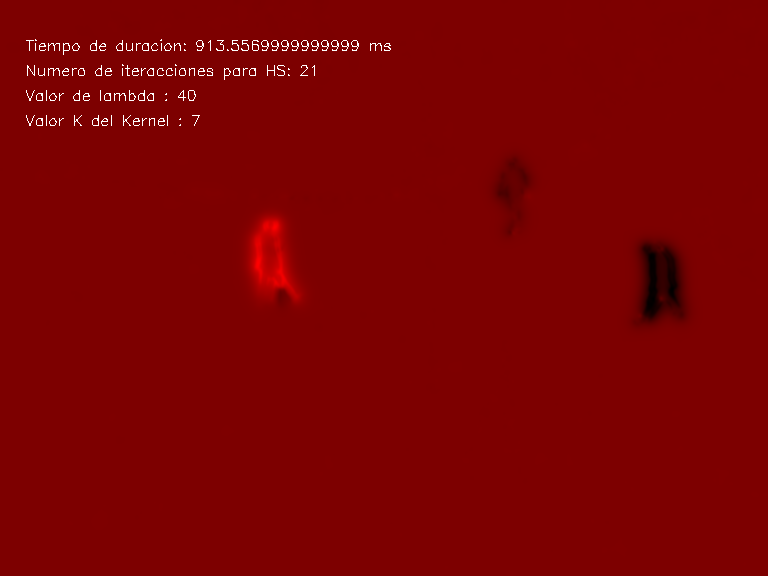 Tiempo de duracion: 913.5569999999999 ms
Numero de iteracciones para HS: 21
Valor de lambda : 40
Valor K del Kernel : 7